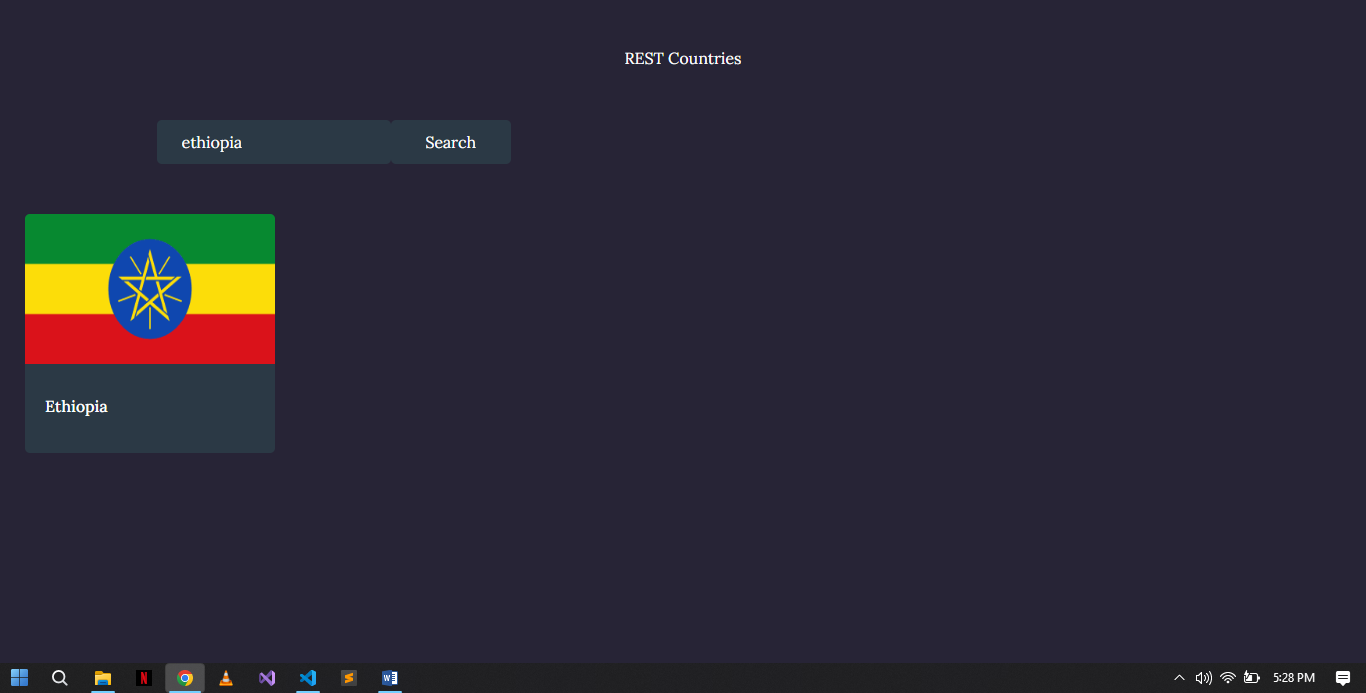 REST Countries
ethiopia
Search
Ethiopia
5:28 PM